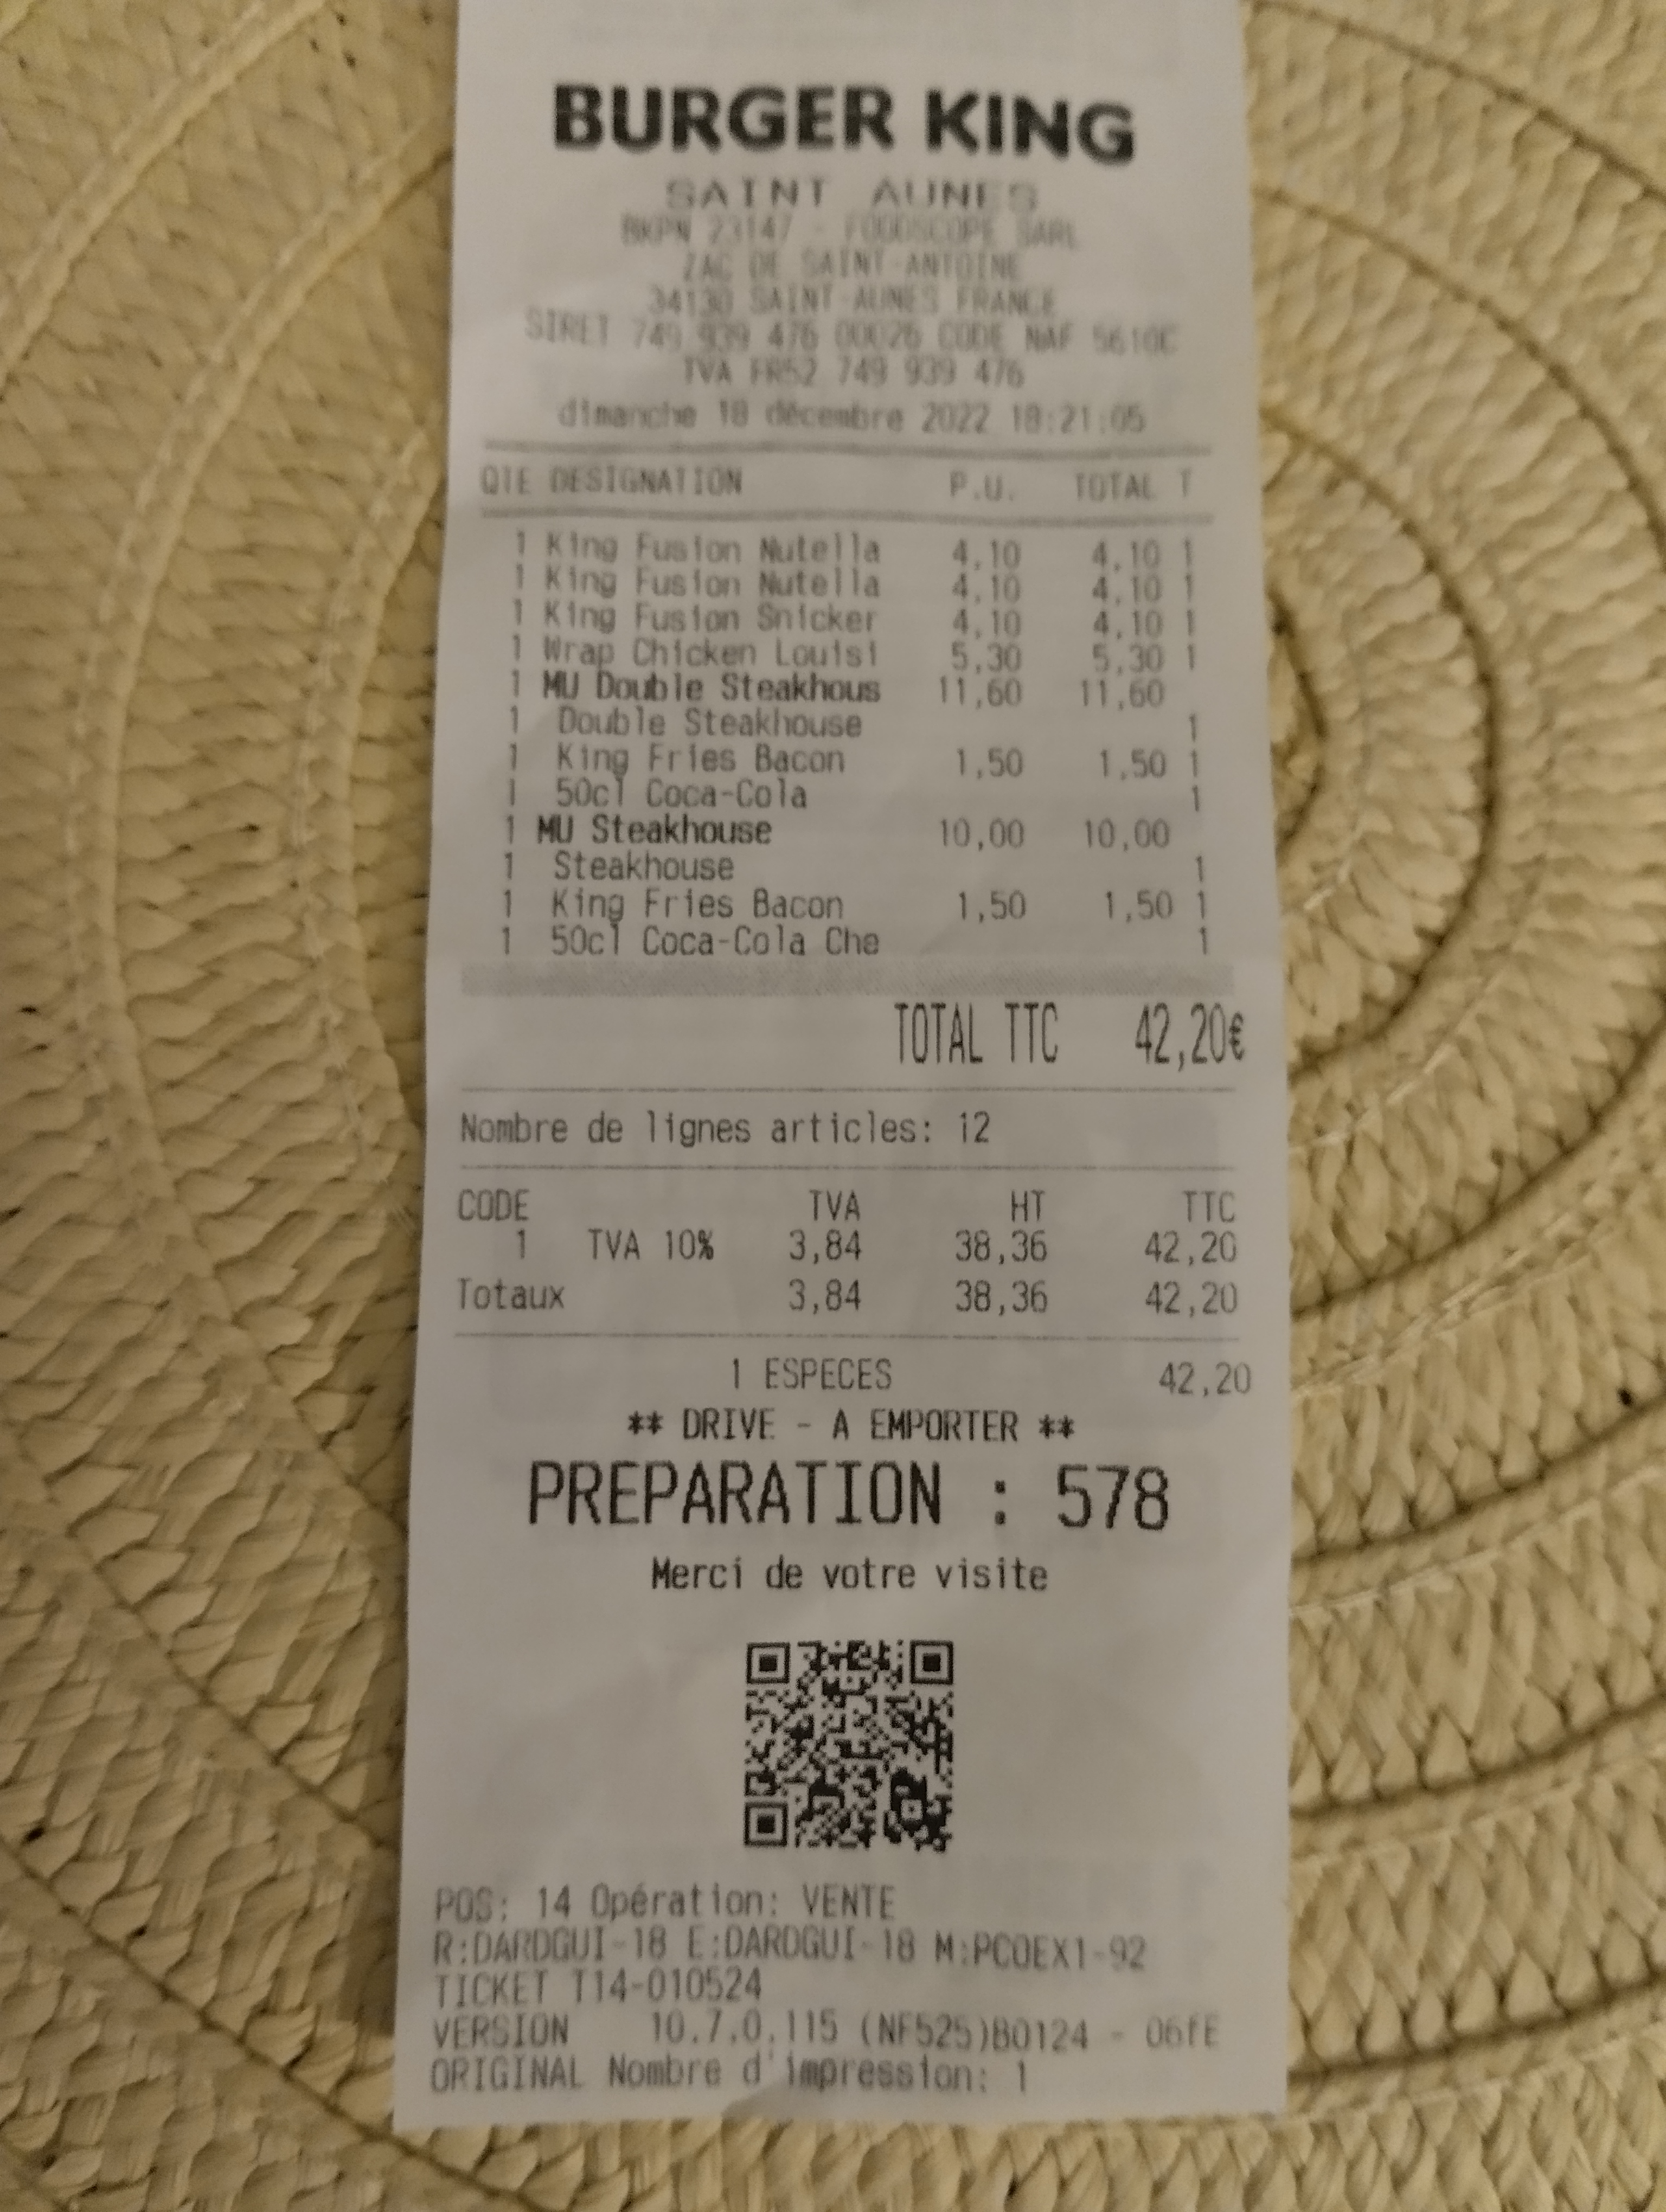 BURGER KING
SAINT AUNES
BKPN 23147 - FOODSCOPE SARL
ZAC DE SAINT-ANTOINE
34130 SAINT-AUNES FRANCE
SIRET 749 939 476 00026 CODE NAF 5610C
TVA FR52 749 939 476
dimanche 18 décembre 2022 18:21:05
QTE DESIGNATION P.U. TOTAL T
1 King Fusion Nutella 4,10 4,10 1
1 King Fusion Nutella 4,10 4,10 1
1 King Fusion Snicker 4,10 4,10 1
1 Wrap Chicken Louisi 5,30 5,30 1
1 MU Double Steakhous 11,60 11,60
1 Double Steakhouse 1
1 King Fries Bacon 1,50 1,50 1
1 50cl Coca-Cola 1
1 MU Steakhouse 10,00 10,00
1 Steakhouse 1
1 King Fries Bacon 1,50 1,50 1
1 50cl Coca-Cola Che 1
TOTAL TTC 42,20€
Nombre de lignes articles: 12
CODE TVA HT TTC
1 TVA 10% 3,84 38,36 42,20
Totaux 3,84 38,36 42,20
1 ESPECES 42,20
** DRIVE - A EMPORTER **
PREPARATION : 578
Merci de votre visite
POS: 14 Opération: VENTE
R:DARDGUI-18 E:DARDGUI-18 M:PCOEX1-92
TICKET T14-010524
VERSION 10.7.0.115 (NF525)B0124 - 06fE
ORIGINAL Nombre d'impression: 1